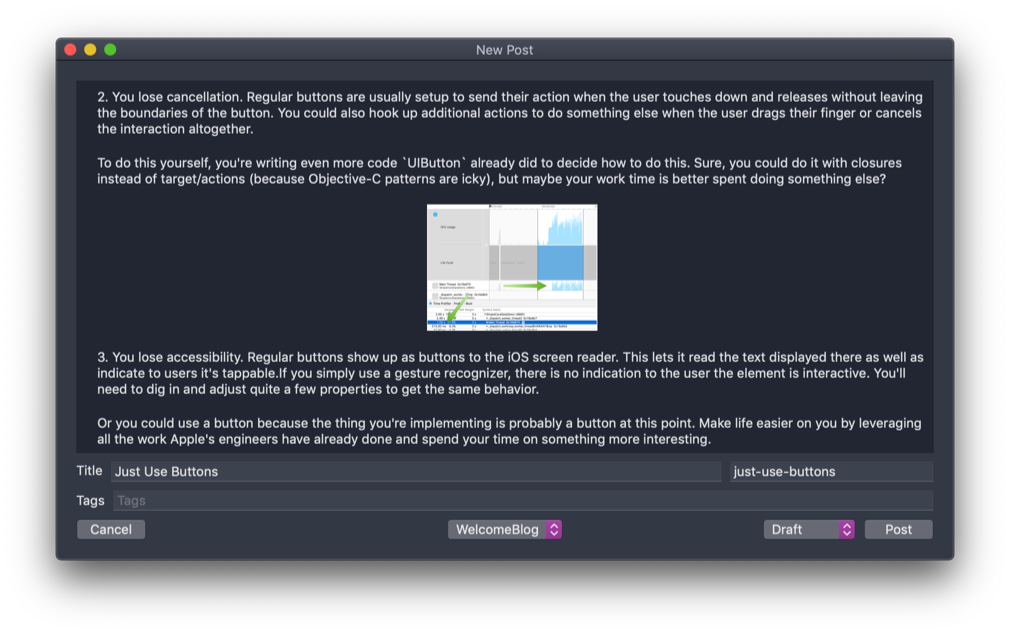 New Post
2. You lose cancellation. Regular buttons are usually setup to send their action when the user touches down and releases without leaving
the boundaries of the button. You could also hook up additional actions to do something else when the user drags their finger or cancels
the interaction altogether.
To do this yourself, you're writing even more code `UIButton` already did to decide how to do this. Sure, you could do it with closures
instead of target/actions (because Objective-C patterns are icky), but maybe your work time is better spent doing something else?
3. You lose accessibility. Regular buttons show up as buttons to the iOS screen reader. This lets it read the text displayed there as well as
indicate to users it's tappable.If you simply use a gesture recognizer, there is no indication to the user the element is interactive. You'll
need to dig in and adjust quite a few properties to get the same behavior.
Or you could use a button because the thing you're implementing is probably a button at this point. Make life easier on you by leveraging
all the work Apple's engineers have already done and spend your time on something more interesting.
Title Just Use Buttons just-use-buttons
Tags Tags
Cancel WelcomeBlog Draft Post